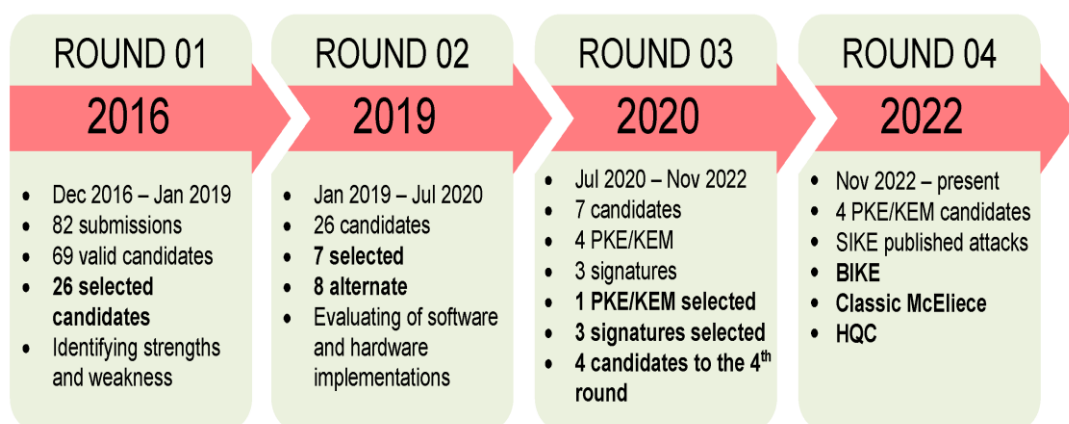 ROUND 01
2016
• Dec 2016 – Jan 2019
• 82 submissions
• 69 valid candidates
• 26 selected
candidates
• Identifying strengths
and weakness
ROUND 02
2019
• Jan 2019 – Jul 2020
• 26 candidates
• 7 selected
• 8 alternate
• Evaluating of software
and hardware
implementations
ROUND 03
2020
• Jul 2020 – Nov 2022
• 7 candidates
• 4 PKE/KEM
• 3 signatures
• 1 PKE/KEM selected
• 3 signatures selected
• 4 candidates to the 4th
round
ROUND 04
2022
• Nov 2022 – present
• 4 PKE/KEM candidates
• SIKE published attacks
• BIKE
• Classic McEliece
• HQC